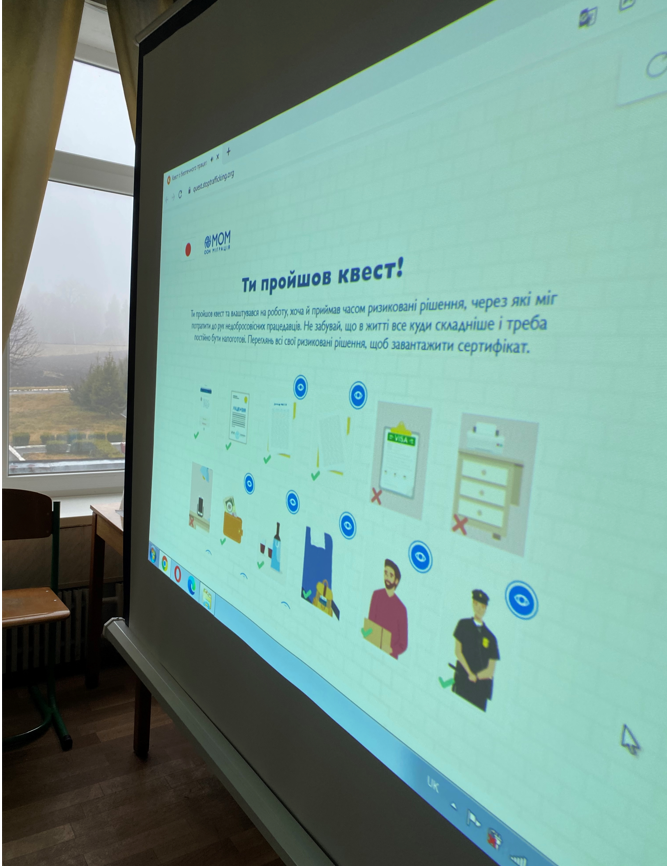 quest.stoptrafficking.org
МОМ
ООН МІГРАЦІЯ
Ти пройшов квест!
Ти пройшов квест та влаштувався на роботу, хоча й приймав часом ризиковані рішення, через які міг
потрапити до рук недобросовісних працедавців. Не забувай, що в житті все куди складніше і треба
постійно бути напоготові. Переглянь всі свої ризиковані рішення, щоб завантажити сертифікат.
VISA
UK